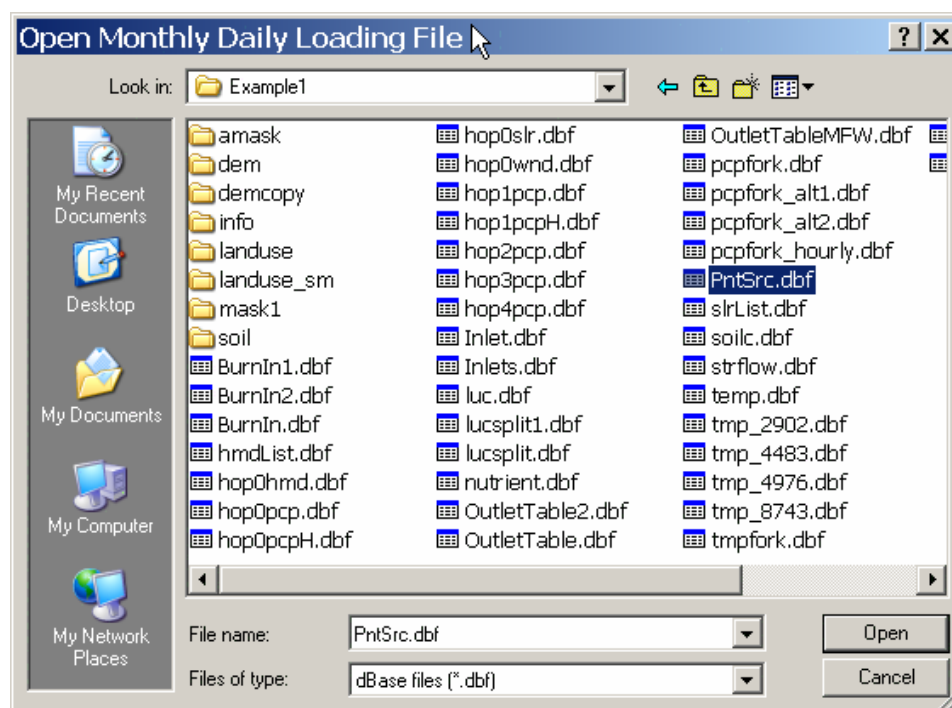 Open Monthly Daily Loading File
?
Look in:
Example1
My Recent
Documents
Desktop
My Documents
My Computer
My Network
Places
amask
dem
demcopy
info
landuse
landuse_sm
mask1
soil
BurnIn1.dbf
BurnIn2.dbf
BurnIn.dbf
hmdList.dbf
hop0hmd.dbf
hop0pcp.dbf
hop0pcpH.dbf
hop0slr.dbf
hop0wnd.dbf
hop1pcp.dbf
hop1pcpH.dbf
hop2pcp.dbf
hop3pcp.dbf
hop4pcp.dbf
Inlet.dbf
Inlets.dbf
luc.dbf
lucsplit1.dbf
lucsplit.dbf
nutrient.dbf
OutletTable2.dbf
OutletTable.dbf
OutletTableMFW.dbf
pcpfork.dbf
pcpfork_alt1.dbf
pcpfork_alt2.dbf
pcpfork_hourly.dbf
PntSrc.dbf
slrList.dbf
soilc.dbf
strflow.dbf
temp.dbf
tmp_2902.dbf
tmp_4483.dbf
tmp_4976.dbf
tmp_8743.dbf
tmpfork.dbf
File name:
PntSrc.dbf
Open
Files of type:
dBase files (*.dbf)
Cancel